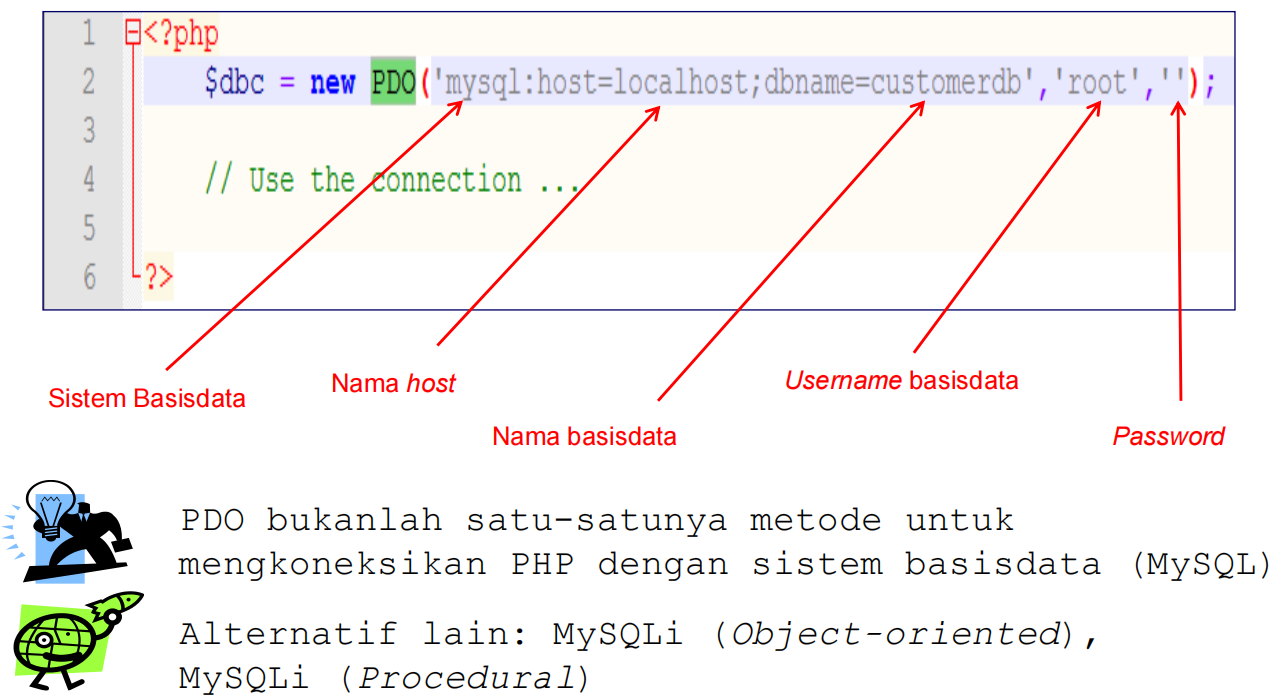 1 <?php
2 $dbc = new PDO('mysql:host=localhost;dbname=customerdb','root','');
3
4 // Use the connection ...
5
6 ?>
Sistem Basisdata
Nama host
Nama basisdata
Username basisdata
Password
PDO bukanlah satu-satunya metode untuk
mengkoneksikan PHP dengan sistem basisdata (MySQL)
Alternatif lain: MySQLi (Object-oriented),
MySQLi (Procedural)